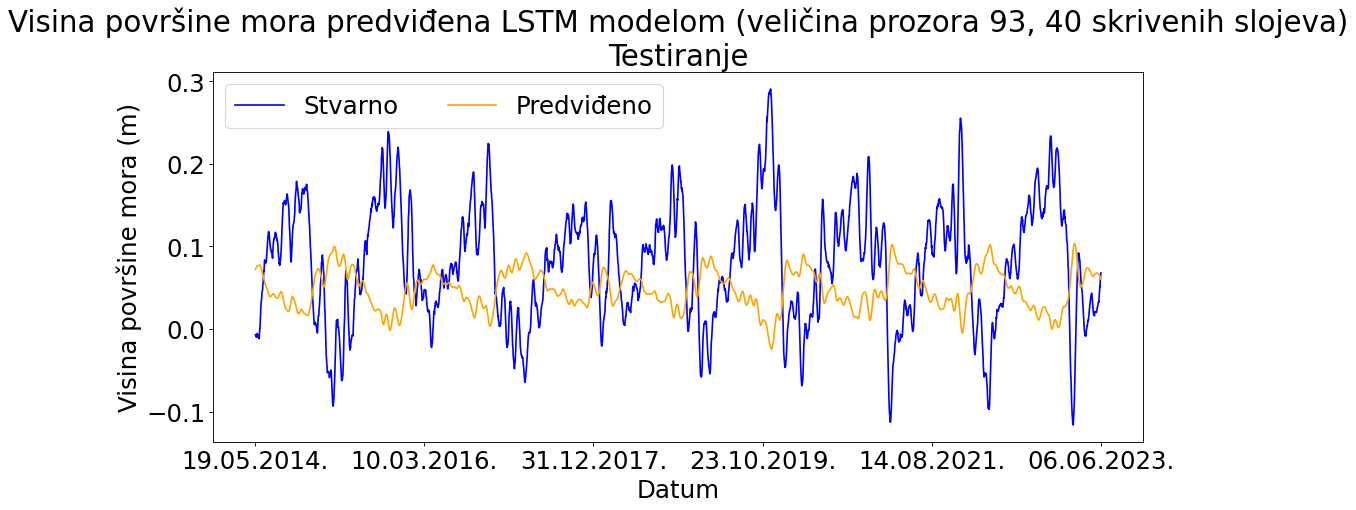 Visina površine mora predviđena LSTM modelom (veličina prozora 93, 40 skrivenih slojeva)
Testiranje
Stvarno
Predviđeno
Visina površine mora (m)
0.3
0.2
0.1
0.0
−0.1
19.05.2014.
10.03.2016.
31.12.2017.
23.10.2019.
14.08.2021.
06.06.2023.
Datum